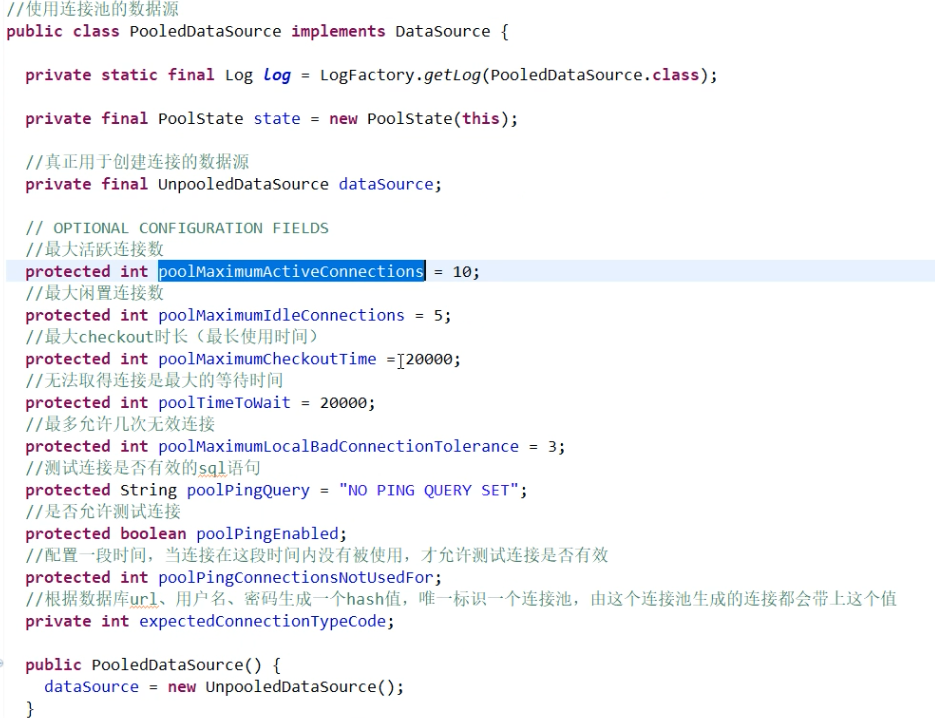 //使用连接池的数据源
public class PooledDataSource implements DataSource {
private static final Log log = LogFactory.getLog(PooledDataSource.class);
private final PoolState state = new PoolState(this);
//真正用于创建连接的数据源
private final UnpooledDataSource dataSource;
// OPTIONAL CONFIGURATION FIELDS
//最大活跃连接数
protected int poolMaximumActiveConnections = 10;
//最大闲置连接数
protected int poolMaximumIdleConnections = 5;
//最大checkout时长（最长使用时间）
protected int poolMaximumCheckoutTime = 20000;
//无法取得连接是最大的等待时间
protected int poolTimeToWait = 20000;
//最多允许几次无效连接
protected int poolMaximumLocalBadConnectionTolerance = 3;
//测试连接是否有效的sql语句
protected String poolPingQuery = "NO PING QUERY SET";
//是否允许测试连接
protected boolean poolPingEnabled;
//配置一段时间，当连接在这段时间内没有被使用，才允许测试连接是否有效
protected int poolPingConnectionsNotUsedFor;
//根据数据库url、用户名、密码生成一个hash值，唯一标识一个连接池，由这个连接池生成的连接都会带上这个值
private int expectedConnectionTypeCode;
public PooledDataSource() {
dataSource = new UnpooledDataSource();
}